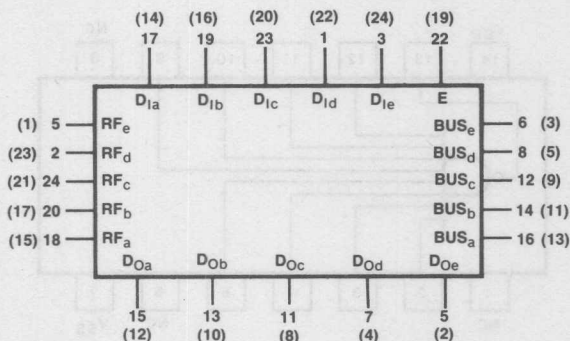 (14) (16) (20) (22) (24) (19)
17 19 23 1 3 22
D_Ia D_Ib D_Ic D_Id D_Ie E
(1) 5 RF_e BUS_e 6 (3)
(23) 2 RF_d BUS_d 8 (5)
(21) 24 RF_c BUS_c 12 (9)
(17) 20 RF_b BUS_b 14 (11)
(15) 18 RF_a BUS_a 16 (13)
D_Oa D_Ob D_Oc D_Od D_Oe
15 13 11 7 5
(12) (10) (8) (4) (2)